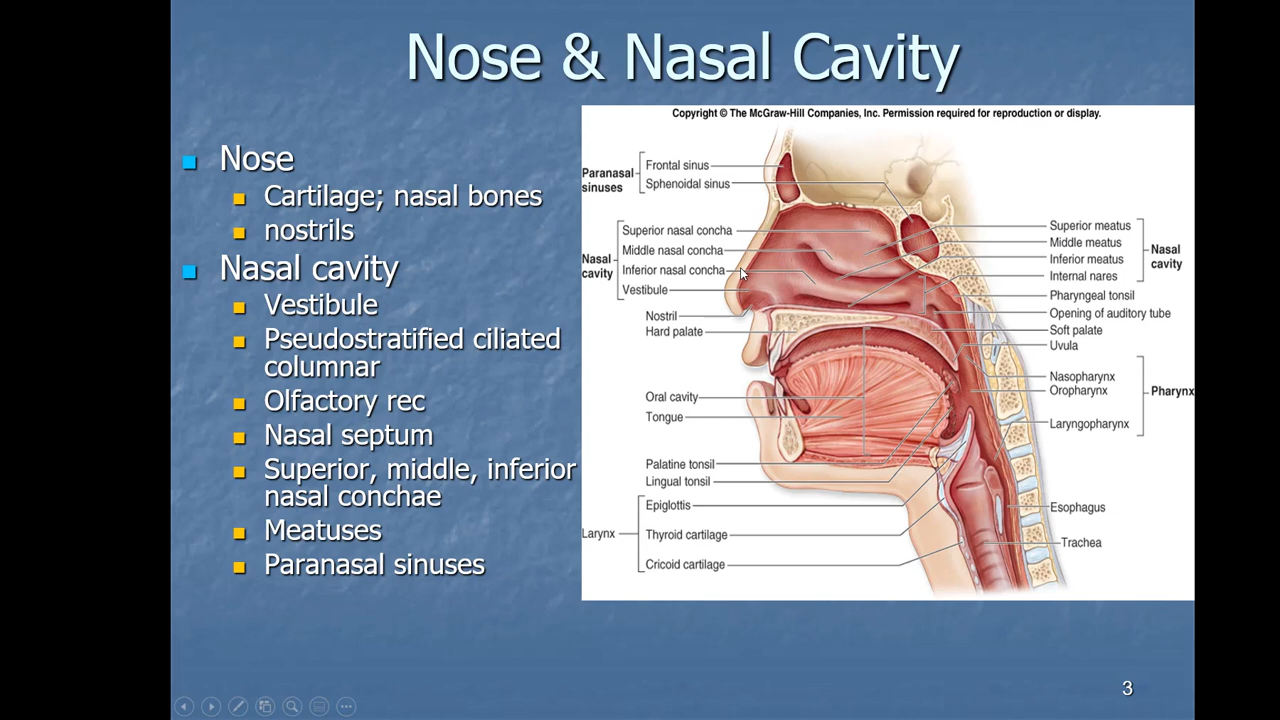 Nose & Nasal Cavity
Nose
Cartilage; nasal bones
nostrils
Nasal cavity
Vestibule
Pseudostratified ciliated
columnar
Olfactory rec
Nasal septum
Superior, middle, inferior
nasal conchae
Meatuses
Paranasal sinuses
Copyright © The McGraw-Hill Companies, Inc. Permission required for reproduction or display.
Paranasal
sinuses
Frontal sinus
Sphenoidal sinus
Nasal
cavity
Superior nasal concha
Middle nasal concha
Inferior nasal concha
Vestibule
Nostril
Hard palate
Oral cavity
Tongue
Palatine tonsil
Lingual tonsil
Larynx
Epiglottis
Thyroid cartilage
Cricoid cartilage
Superior meatus
Middle meatus
Inferior meatus
Internal nares
Nasal
cavity
Pharyngeal tonsil
Opening of auditory tube
Soft palate
Uvula
Nasopharynx
Oropharynx
Laryngopharynx
Pharynx
Esophagus
Trachea
3